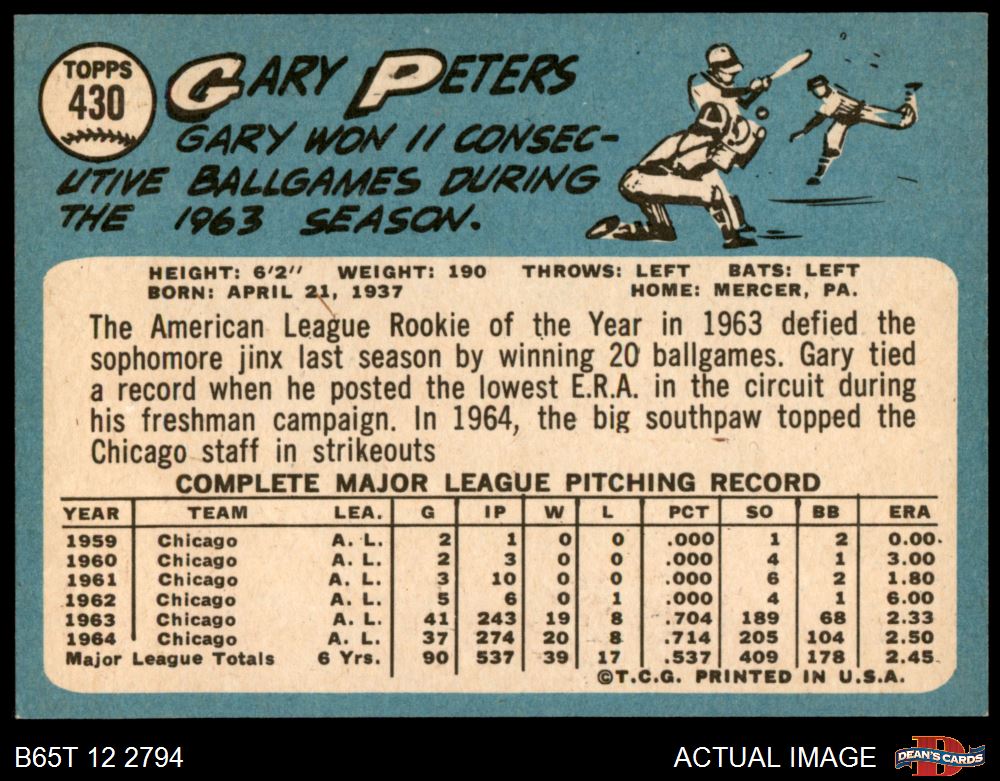 TOPPS
430
GARY PETERS
GARY WON 11 CONSEC-
UTIVE BALLGAMES DURING
THE 1963 SEASON.
HEIGHT: 6'2" WEIGHT: 190 THROWS: LEFT BATS: LEFT
BORN: APRIL 21, 1937 HOME: MERCER, PA.
The American League Rookie of the Year in 1963 defied the
sophomore jinx last season by winning 20 ballgames. Gary tied
a record when he posted the lowest E.R.A. in the circuit during
his freshman campaign. In 1964, the big southpaw topped the
Chicago staff in strikeouts
COMPLETE MAJOR LEAGUE PITCHING RECORD
YEAR TEAM LEA. G IP W L PCT SO BB ERA
1959 Chicago A. L. 2 1 0 0 .000 1 2 0.00
1960 Chicago A. L. 2 3 0 0 .000 4 1 3.00
1961 Chicago A. L. 3 10 0 0 .000 6 2 1.80
1962 Chicago A. L. 5 6 0 1 .000 4 1 6.00
1963 Chicago A. L. 41 243 19 8 .704 189 68 2.33
1964 Chicago A. L. 37 274 20 8 .714 205 104 2.50
Major League Totals 6 Yrs. 90 537 39 17 .537 409 178 2.45
©T.C.G. PRINTED IN U.S.A.
B65T 12 2794 ACTUAL IMAGE DEAN'S CARDS